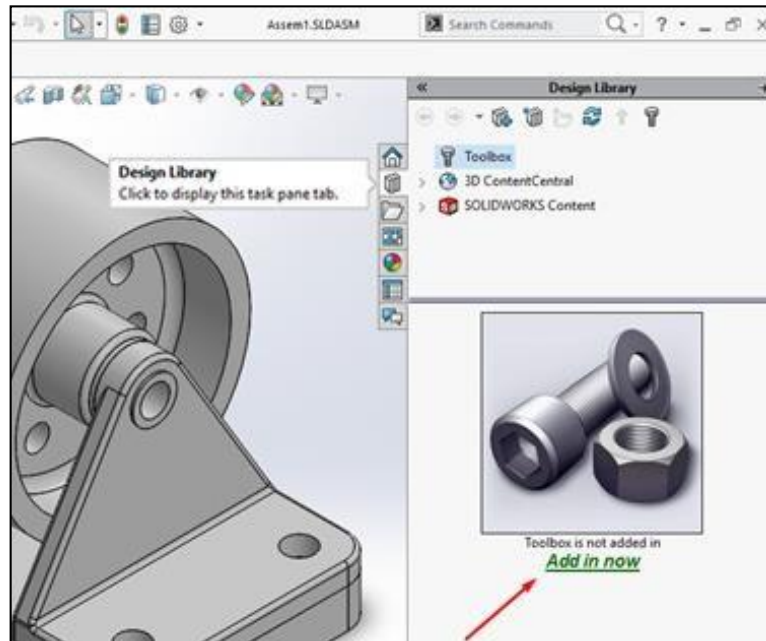 Assem1.SLDASM
Search Commands
?
Design Library
Design Library
Click to display this task pane tab.
Toolbox
3D ContentCentral
SOLIDWORKS Content
Toolbox is not added in
Add in now